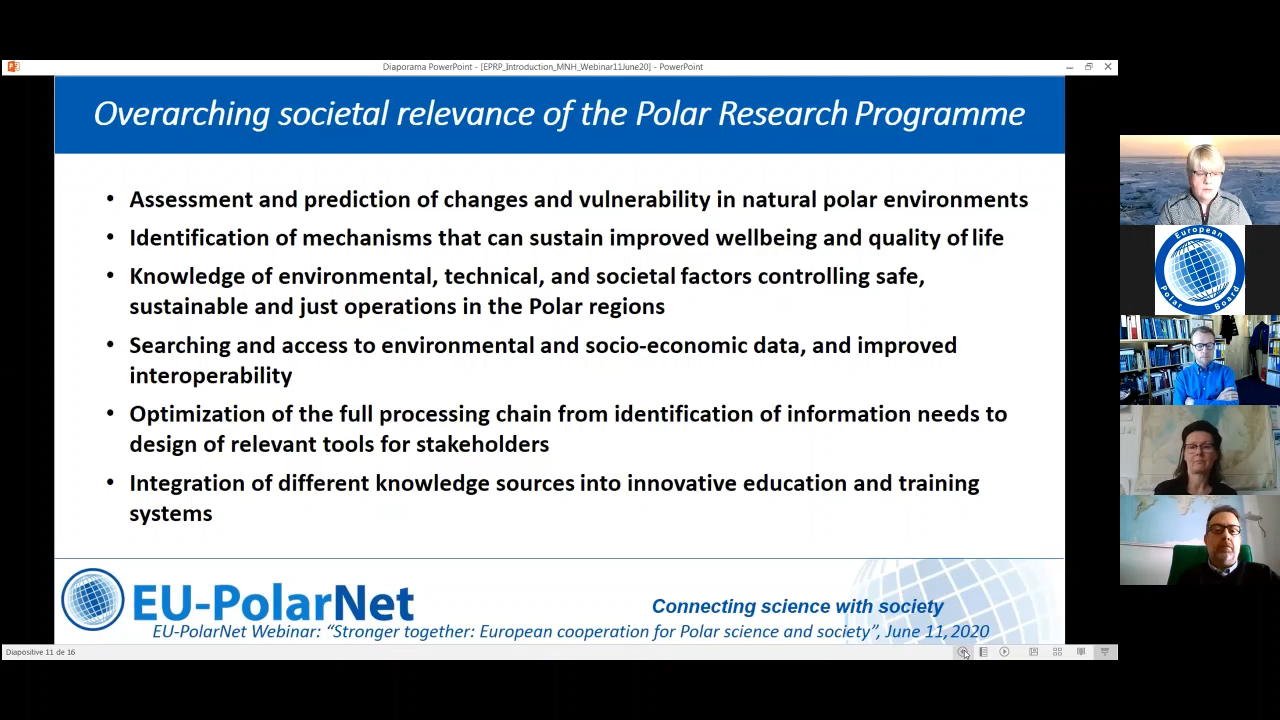 Diaporama PowerPoint - [EPRP_Introduction_MNH_Webinar11June20] - PowerPoint
Overarching societal relevance of the Polar Research Programme
• Assessment and prediction of changes and vulnerability in natural polar environments
• Identification of mechanisms that can sustain improved wellbeing and quality of life
• Knowledge of environmental, technical, and societal factors controlling safe,
sustainable and just operations in the Polar regions
• Searching and access to environmental and socio-economic data, and improved
interoperability
• Optimization of the full processing chain from identification of information needs to
design of relevant tools for stakeholders
• Integration of different knowledge sources into innovative education and training
systems
EU-PolarNet
Connecting science with society
EU-PolarNet Webinar: “Stronger together: European cooperation for Polar science and society”, June 11, 2020
Diapositive 11 de 16
European
Polar Board